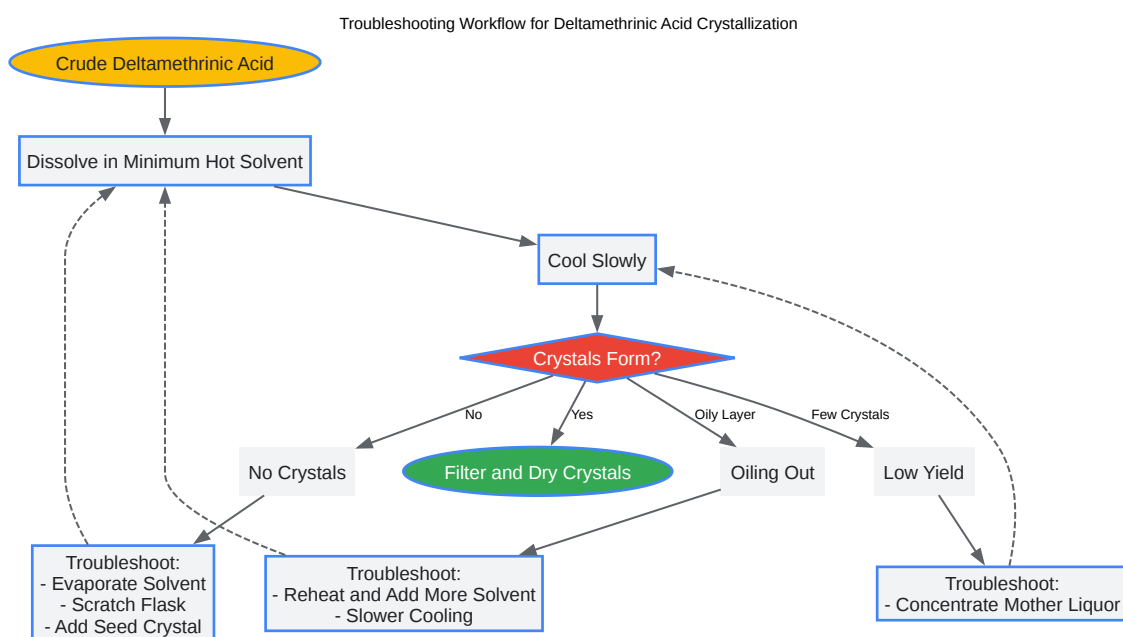 Troubleshooting Workflow for Deltamethrinic Acid Crystallization
Crude Deltamethrinic Acid
Dissolve in Minimum Hot Solvent
Cool Slowly
Crystals Form?
No
Yes
Oily Layer
Few Crystals
No Crystals
Filter and Dry Crystals
Oiling Out
Low Yield
Troubleshoot:
- Evaporate Solvent
- Scratch Flask
- Add Seed Crystal
Troubleshoot:
- Reheat and Add More Solvent
- Slower Cooling
Troubleshoot:
- Concentrate Mother Liquor